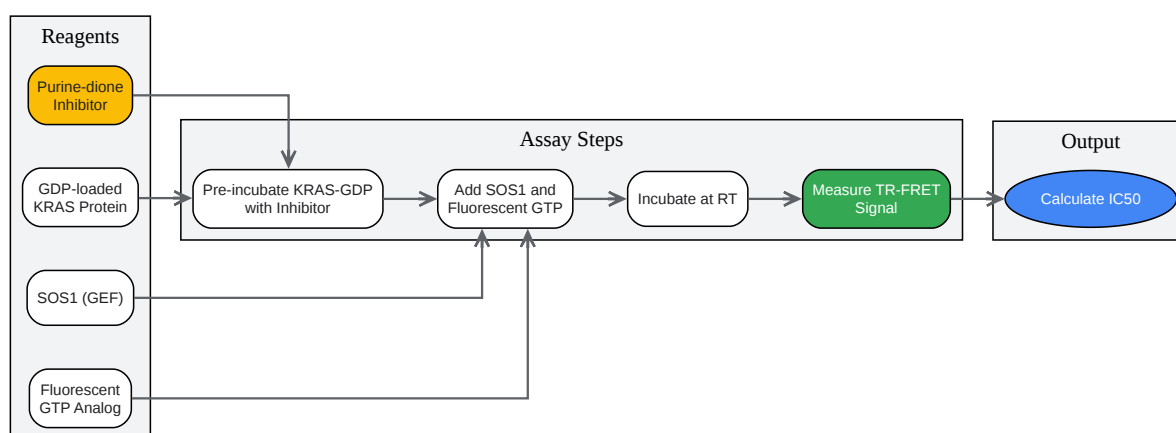 Reagents
Purine-dione
Inhibitor
GDP-loaded
KRAS Protein
SOS1 (GEF)
Fluorescent
GTP Analog
Assay Steps
Pre-incubate KRAS-GDP
with Inhibitor
Add SOS1 and
Fluorescent GTP
Incubate at RT
Measure TR-FRET
Signal
Output
Calculate IC50